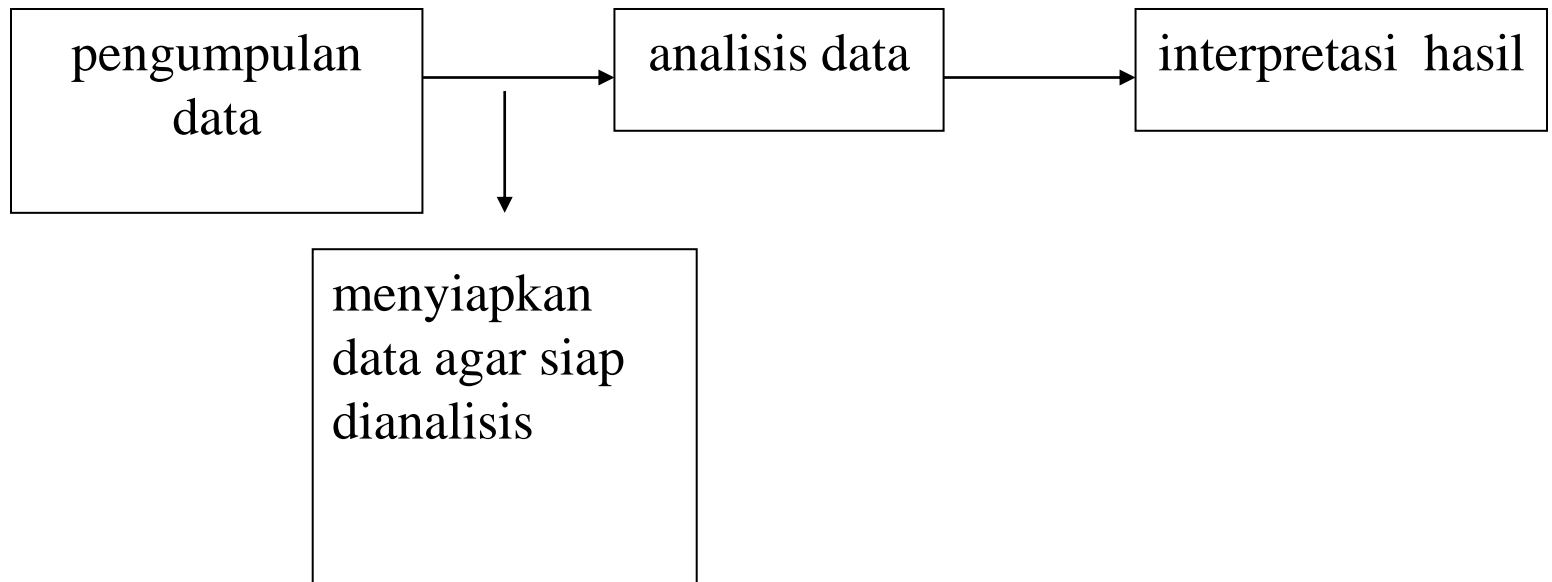 pengumpulan
data
analisis data
interpretasi hasil
menyiapkan
data agar siap
dianalisis